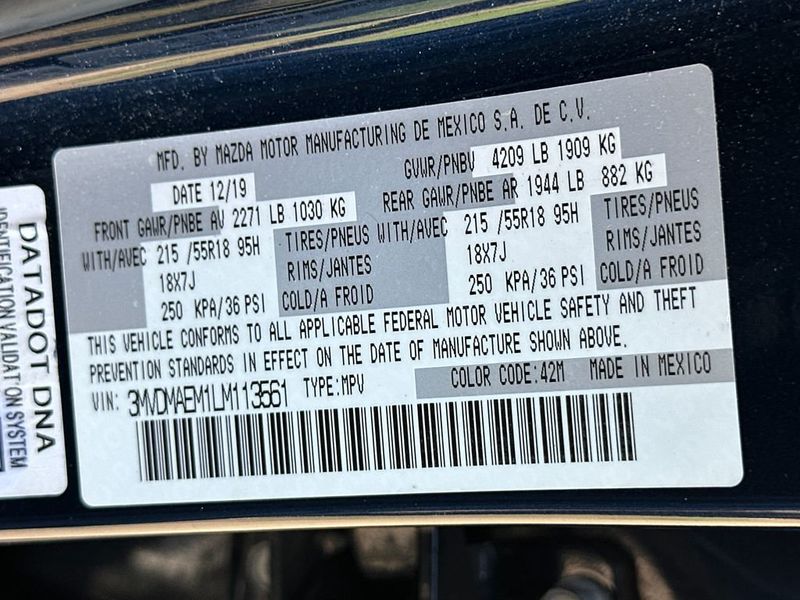 MFD. BY MAZDA MOTOR MANUFACTURING DE MEXICO S.A. DE C.V.
DATE 12/19 GVWR/PNBV 4209 LB 1909 KG
FRONT GAWR/PNBE AV 2271 LB 1030 KG REAR GAWR/PNBE AR 1944 LB 882 KG
WITH/AVEC 215 /55R18 95H TIRES/PNEUS WITH/AVEC 215 /55R18 95H TIRES/PNEUS
18X7J RIMS/JANTES 18X7J RIMS/JANTES
250 KPA/36 PSI COLD/A FROID 250 KPA/36 PSI COLD/A FROID
THIS VEHICLE CONFORMS TO ALL APPLICABLE FEDERAL MOTOR VEHICLE SAFETY AND THEFT
PREVENTION STANDARDS IN EFFECT ON THE DATE OF MANUFACTURE SHOWN ABOVE.
VIN: 3MVDMAEM1LM113561 TYPE:MPV COLOR CODE:42M MADE IN MEXICO
DATADOT DNA
IDENTIFICATION VALIDATION SYSTEM